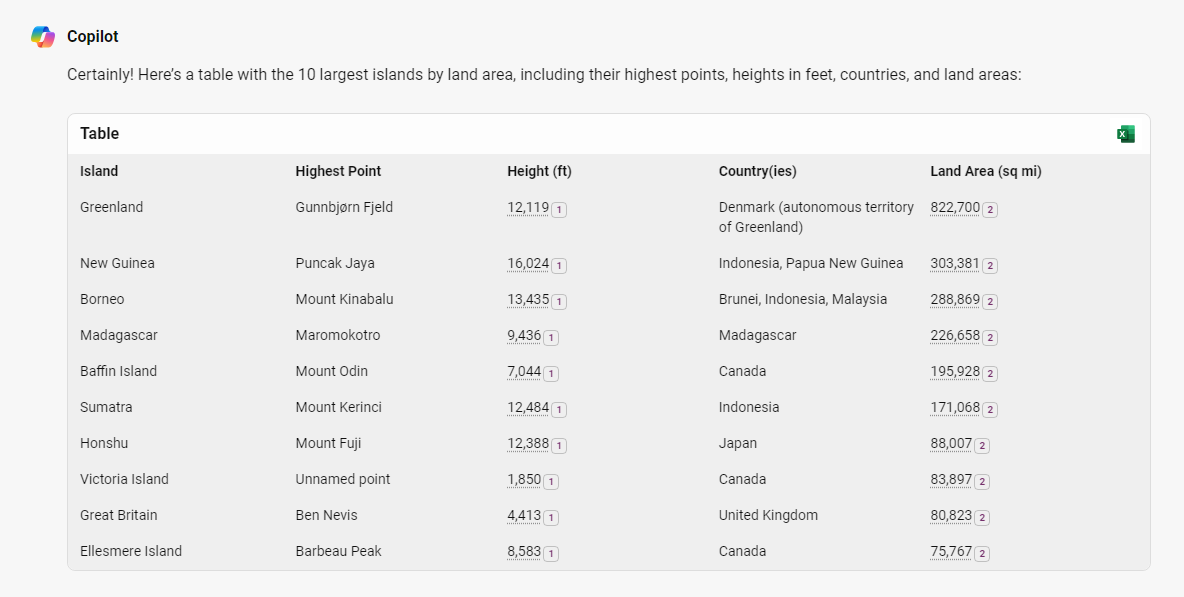 Copilot
Certainly! Here’s a table with the 10 largest islands by land area, including their highest points, heights in feet, countries, and land areas:
Table
Island Highest Point Height (ft) Country(ies) Land Area (sq mi)
Greenland Gunnbjørn Fjeld 12,119 1 Denmark (autonomous territory 822,700 2
of Greenland)
New Guinea Puncak Jaya 16,024 1 Indonesia, Papua New Guinea 303,381 2
Borneo Mount Kinabalu 13,435 1 Brunei, Indonesia, Malaysia 288,869 2
Madagascar Maromokotro 9,436 1 Madagascar 226,658 2
Baffin Island Mount Odin 7,044 1 Canada 195,928 2
Sumatra Mount Kerinci 12,484 1 Indonesia 171,068 2
Honshu Mount Fuji 12,388 1 Japan 88,007 2
Victoria Island Unnamed point 1,850 1 Canada 83,897 2
Great Britain Ben Nevis 4,413 1 United Kingdom 80,823 2
Ellesmere Island Barbeau Peak 8,583 1 Canada 75,767 2